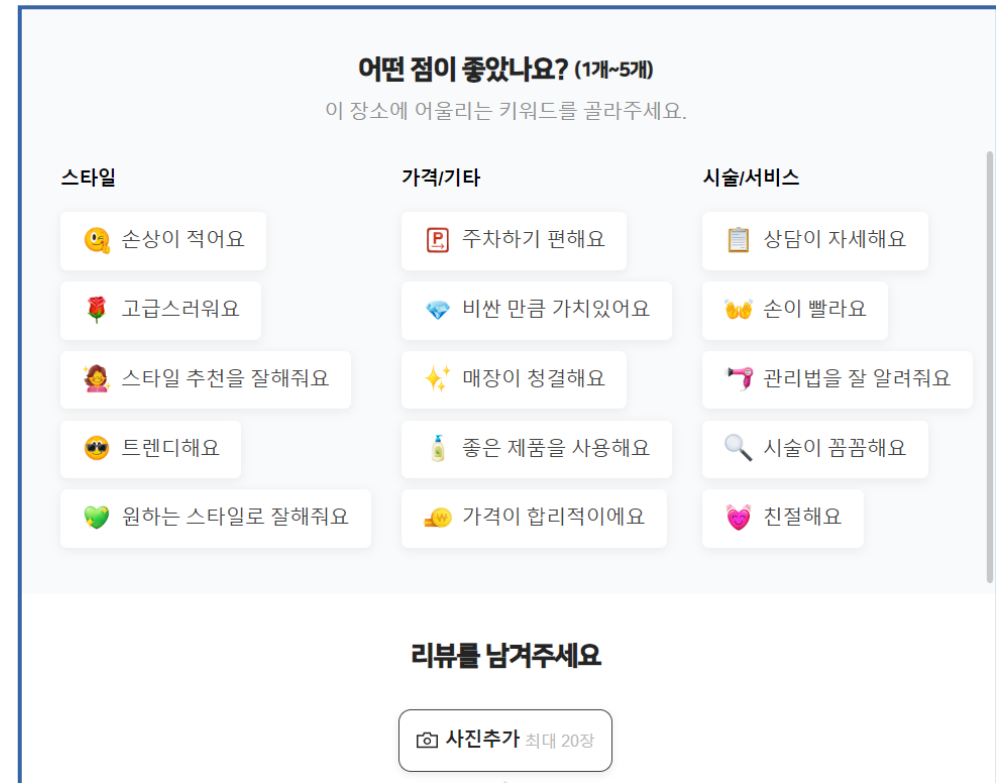 어떤 점이 좋았나요? (1개~5개)
이 장소에 어울리는 키워드를 골라주세요.
스타일
손상이 적어요
고급스러워요
스타일 추천을 잘해줘요
트렌디해요
원하는 스타일로 잘해줘요
가격/기타
주차하기 편해요
비싼 만큼 가치있어요
매장이 청결해요
좋은 제품을 사용해요
가격이 합리적이에요
시술/서비스
상담이 자세해요
손이 빨라요
관리법을 잘 알려줘요
시술이 꼼꼼해요
친절해요
리뷰를 남겨주세요
사진추가 최대 20장